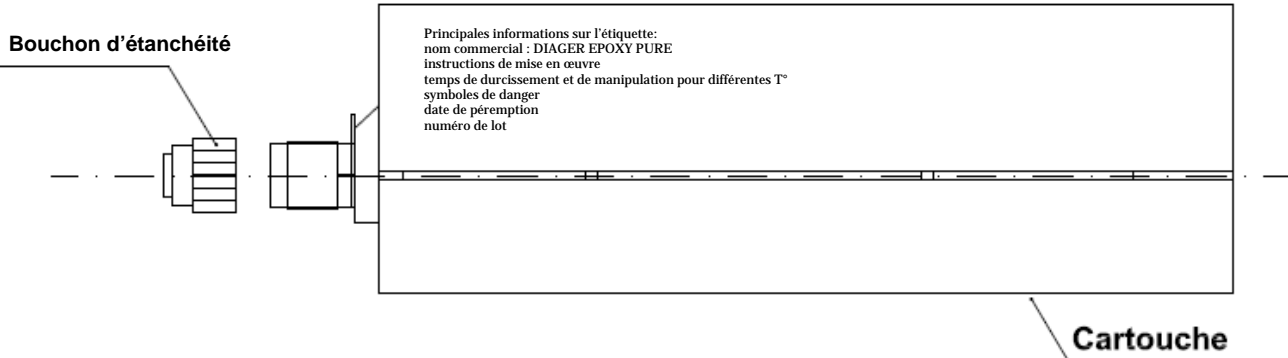 Bouchon d'étanchéité
Principales informations sur l'étiquette:
nom commercial : DIAGER EPOXY PURE
instructions de mise en œuvre
temps de durcissement et de manipulation pour différentes T°
symboles de danger
date de péremption
numéro de lot
Cartouche